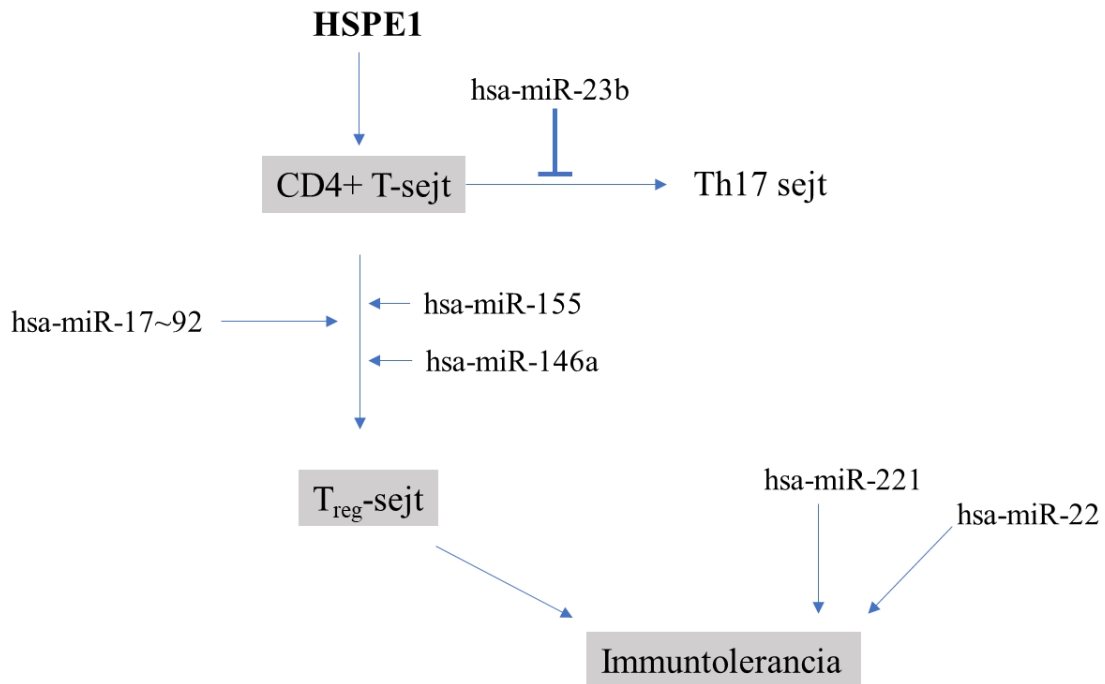 HSPE1
hsa-miR-23b
CD4+ T-sejt
Th17 sejt
hsa-miR-155
hsa-miR-17~92
hsa-miR-146a
Treg-sejt
hsa-miR-221
hsa-miR-22
Immuntolerancia